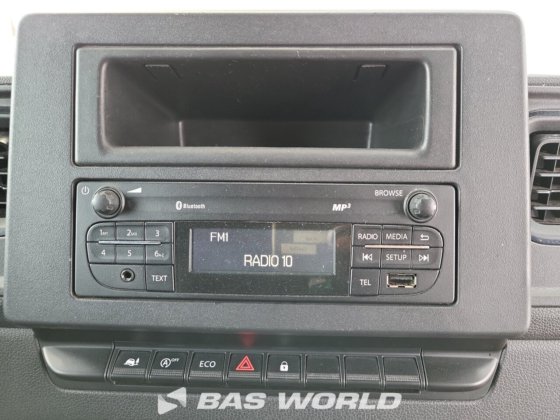 BROWSE
Bluetooth
MP3
1
2
3
4
5
6
TEXT
FM1
RADIO 10
RADIO
MEDIA
SETUP
TEL
OFF
ECO
BAS WORLD